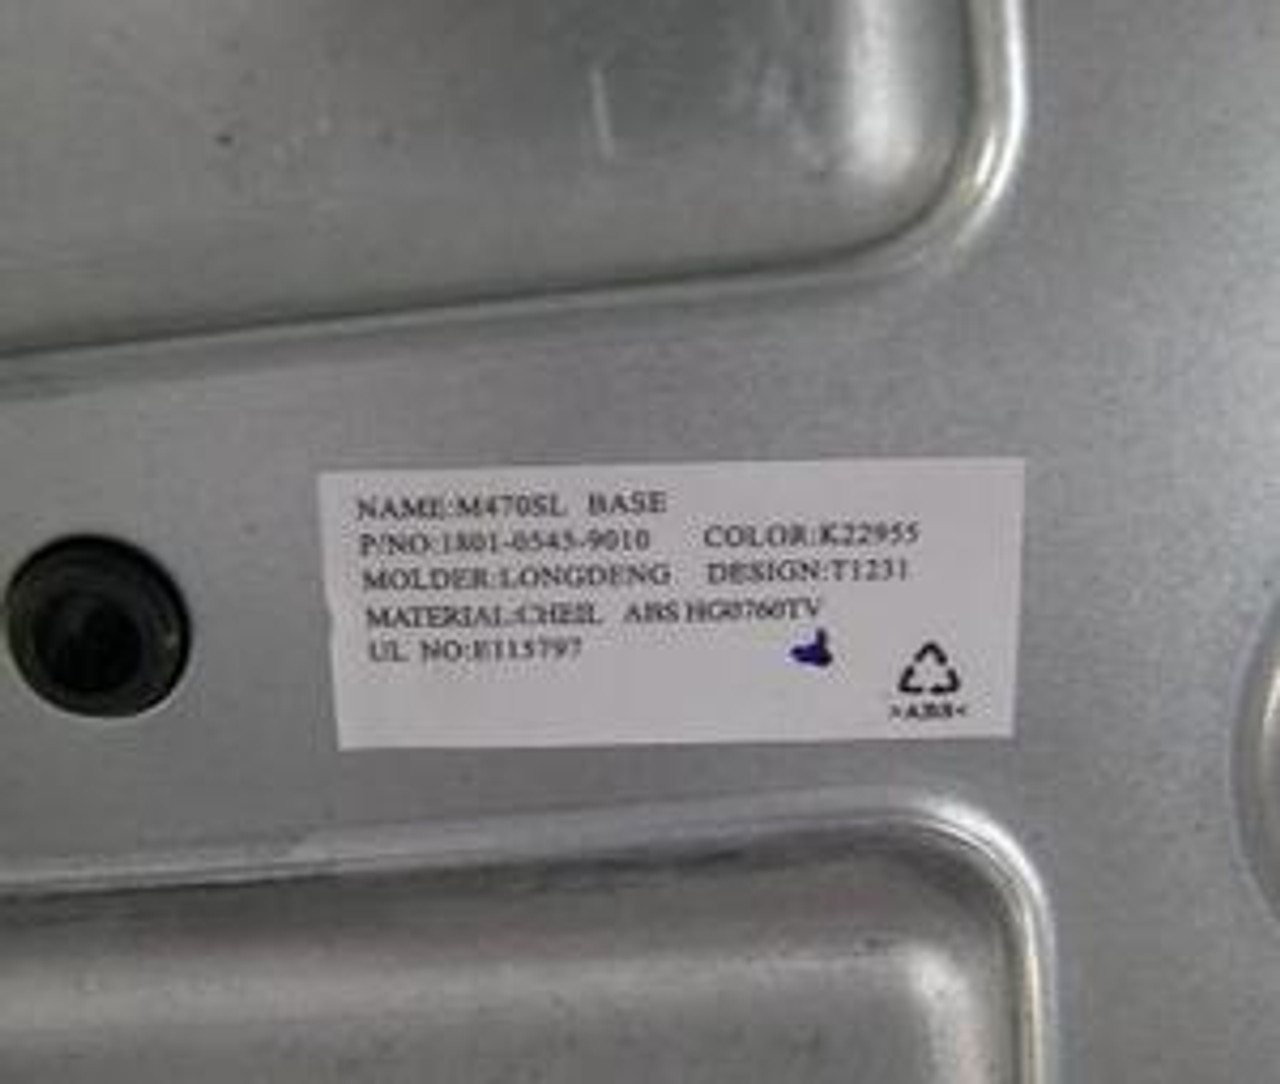 NAME:M470SL BASE
P/NO:1801-0543-9010 COLOR:K22955
MOLDER:LONGDENG DESIGN:T1231
MATERIAL:CHEIL ABS HG0760TV
UL NO:E115797
>ABS<